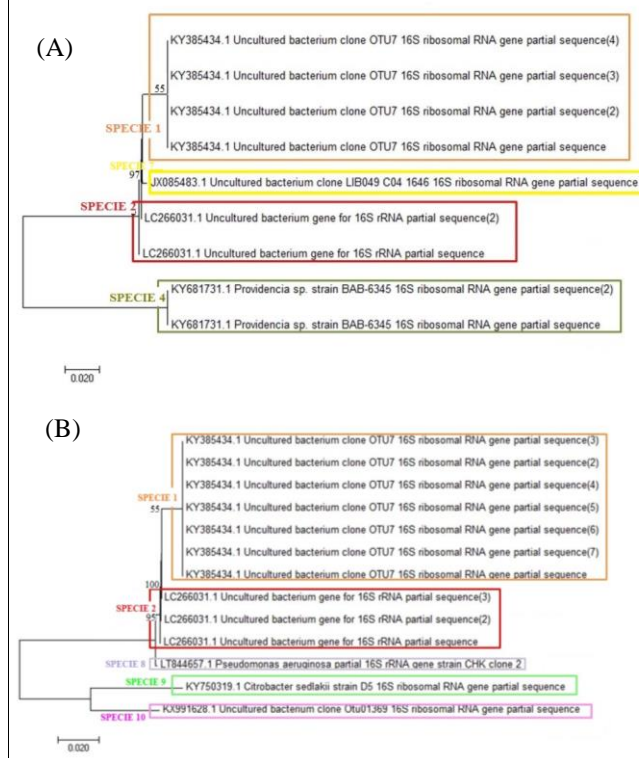 (A)
KY385434.1 Uncultured bacterium clone OTU7 16S ribosomal RNA gene partial sequence(4)
KY385434.1 Uncultured bacterium clone OTU7 16S ribosomal RNA gene partial sequence(3)
55
KY385434.1 Uncultured bacterium clone OTU7 16S ribosomal RNA gene partial sequence(2)
SPECIE 1
KY385434.1 Uncultured bacterium clone OTU7 16S ribosomal RNA gene partial sequence
97
JX085483.1 Uncultured bacterium clone LIB049 C04 1646 16S ribosomal RNA gene partial sequence
SPECIE 2
LC266031.1 Uncultured bacterium gene for 16S rRNA partial sequence(2)
LC266031.1 Uncultured bacterium gene for 16S rRNA partial sequence
KY681731.1 Providencia sp. strain BAB-6345 16S ribosomal RNA gene partial sequence(2)
SPECIE 4
KY681731.1 Providencia sp. strain BAB-6345 16S ribosomal RNA gene partial sequence
0.020
(B)
KY385434.1 Uncultured bacterium clone OTU7 16S ribosomal RNA gene partial sequence(3)
KY385434.1 Uncultured bacterium clone OTU7 16S ribosomal RNA gene partial sequence(2)
KY385434.1 Uncultured bacterium clone OTU7 16S ribosomal RNA gene partial sequence(4)
SPECIE 1
55
KY385434.1 Uncultured bacterium clone OTU7 16S ribosomal RNA gene partial sequence(5)
KY385434.1 Uncultured bacterium clone OTU7 16S ribosomal RNA gene partial sequence(6)
KY385434.1 Uncultured bacterium clone OTU7 16S ribosomal RNA gene partial sequence(7)
KY385434.1 Uncultured bacterium clone OTU7 16S ribosomal RNA gene partial sequence
100
LC266031.1 Uncultured bacterium gene for 16S rRNA partial sequence(3)
SPECIE 2
95
LC266031.1 Uncultured bacterium gene for 16S rRNA partial sequence(2)
LC266031.1 Uncultured bacterium gene for 16S rRNA partial sequence
SPECIE 8
LT844657.1 Pseudomonas aeruginosa partial 16S rRNA gene strain CHK clone 2
SPECIE 9
KY750319.1 Citrobacter sedlakii strain D5 16S ribosomal RNA gene partial sequence
KX991628.1 Uncultured bacterium clone Otu01369 16S ribosomal RNA gene partial sequence
SPECIE 10
0.020